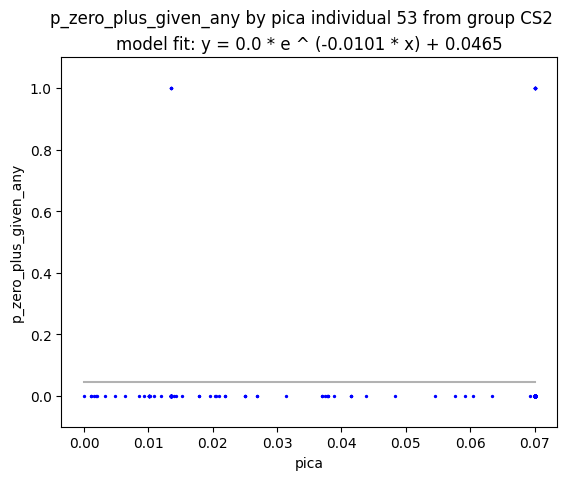 p_zero_plus_given_any by pica individual 53 from group CS2
model fit: y = 0.0 * e ^ (-0.0101 * x) + 0.0465
p_zero_plus_given_any
1.0
0.8
0.6
0.4
0.2
0.0
0.00 0.01 0.02 0.03 0.04 0.05 0.06 0.07
pica